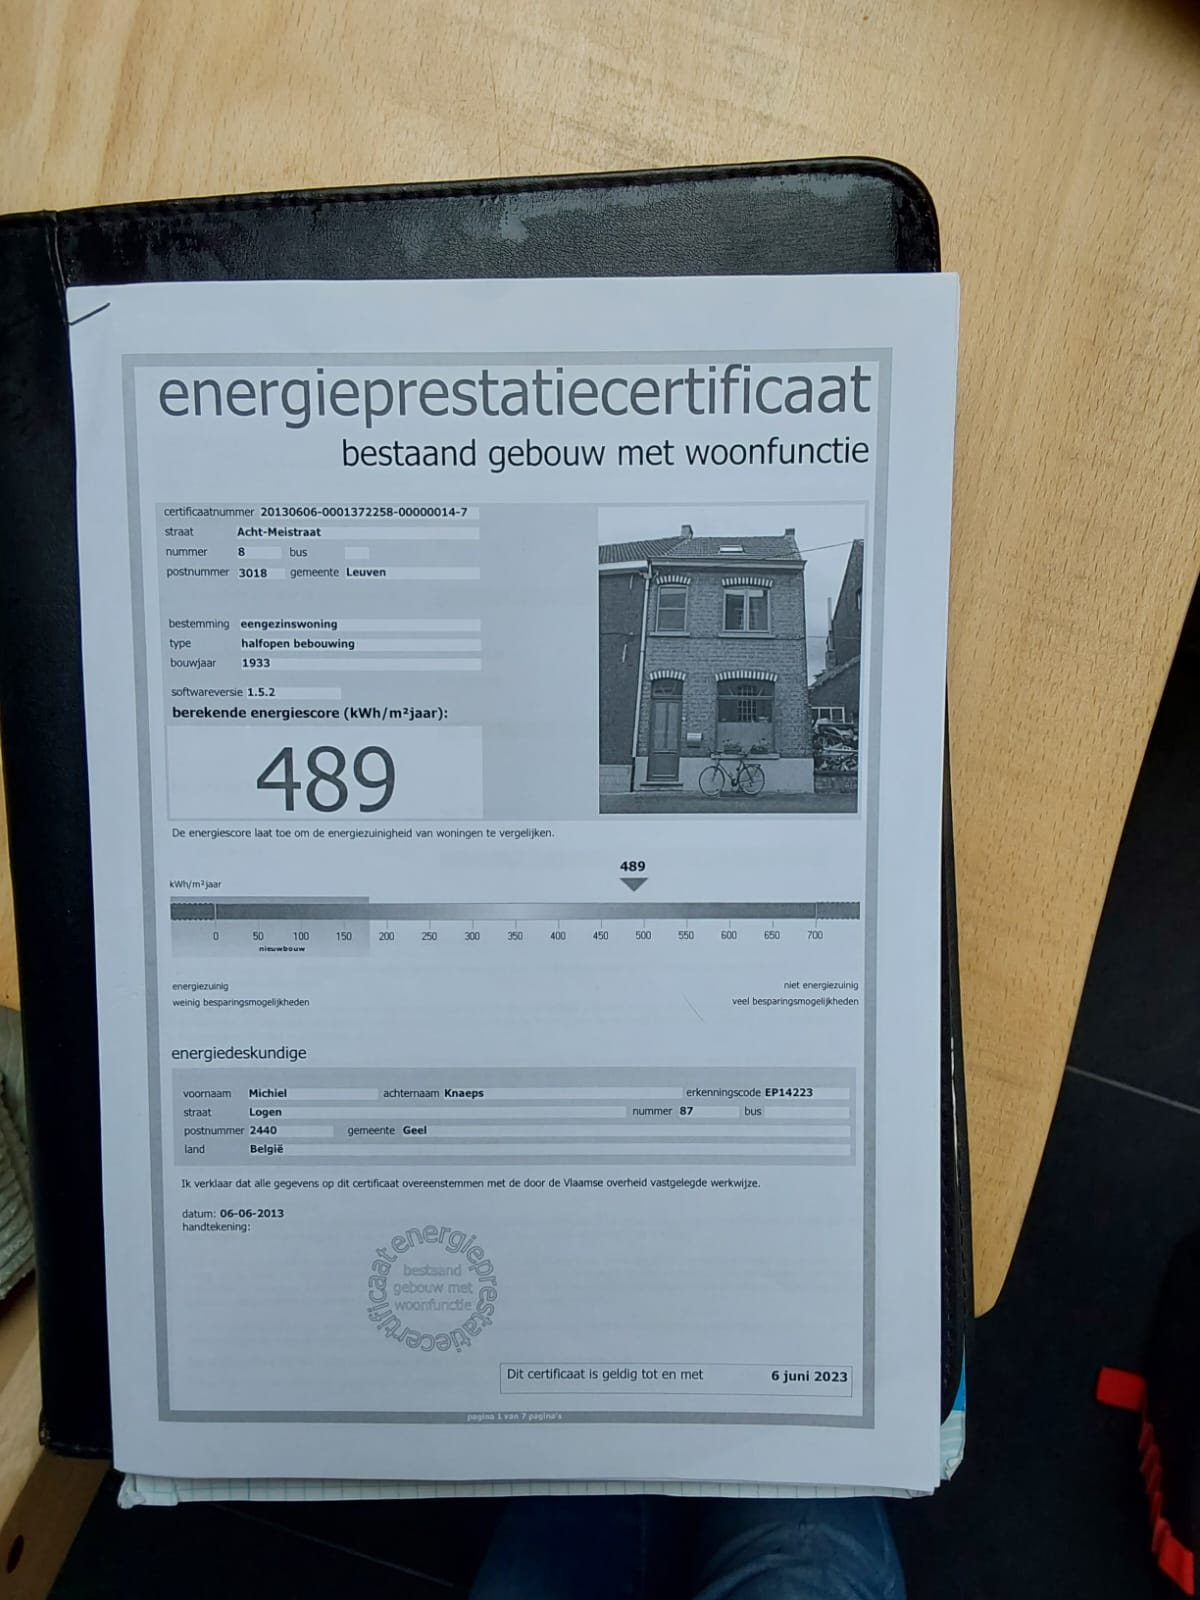 energieprestatiecertificaat
bestaand gebouw met woonfunctie
certificaatnummer 20130606-0001372258-00000014-7
straat Acht-Meistraat
nummer 8 bus
postnummer 3018 gemeente Leuven
bestemming eengezinswoning
type halfopen bebouwing
bouwjaar 1933
softwareversie 1.5.2
berekende energiescore (kWh/m²jaar):
489
De energiescore laat toe om de energiezuinigheid van woningen te vergelijken.
489
kWh/m²jaar
0 50 100 150 200 250 300 350 400 450 500 550 600 650 700
nieuwbouw
energiezuinig niet energiezuinig
weinig besparingsmogelijkheden veel besparingsmogelijkheden
energiedeskundige
voornaam Michiel achternaam Knaeps erkenningscode EP14223
straat Logen nummer 87 bus
postnummer 2440 gemeente Geel
land België
Ik verklaar dat alle gegevens op dit certificaat overeenstemmen met de door de Vlaamse overheid vastgelegde werkwijze.
datum: 06-06-2013
handtekening:
energieprestatiecertificaat
bestaand
gebouw met
woonfunctie
Dit certificaat is geldig tot en met 6 juni 2023
pagina 1 van 7 pagina's